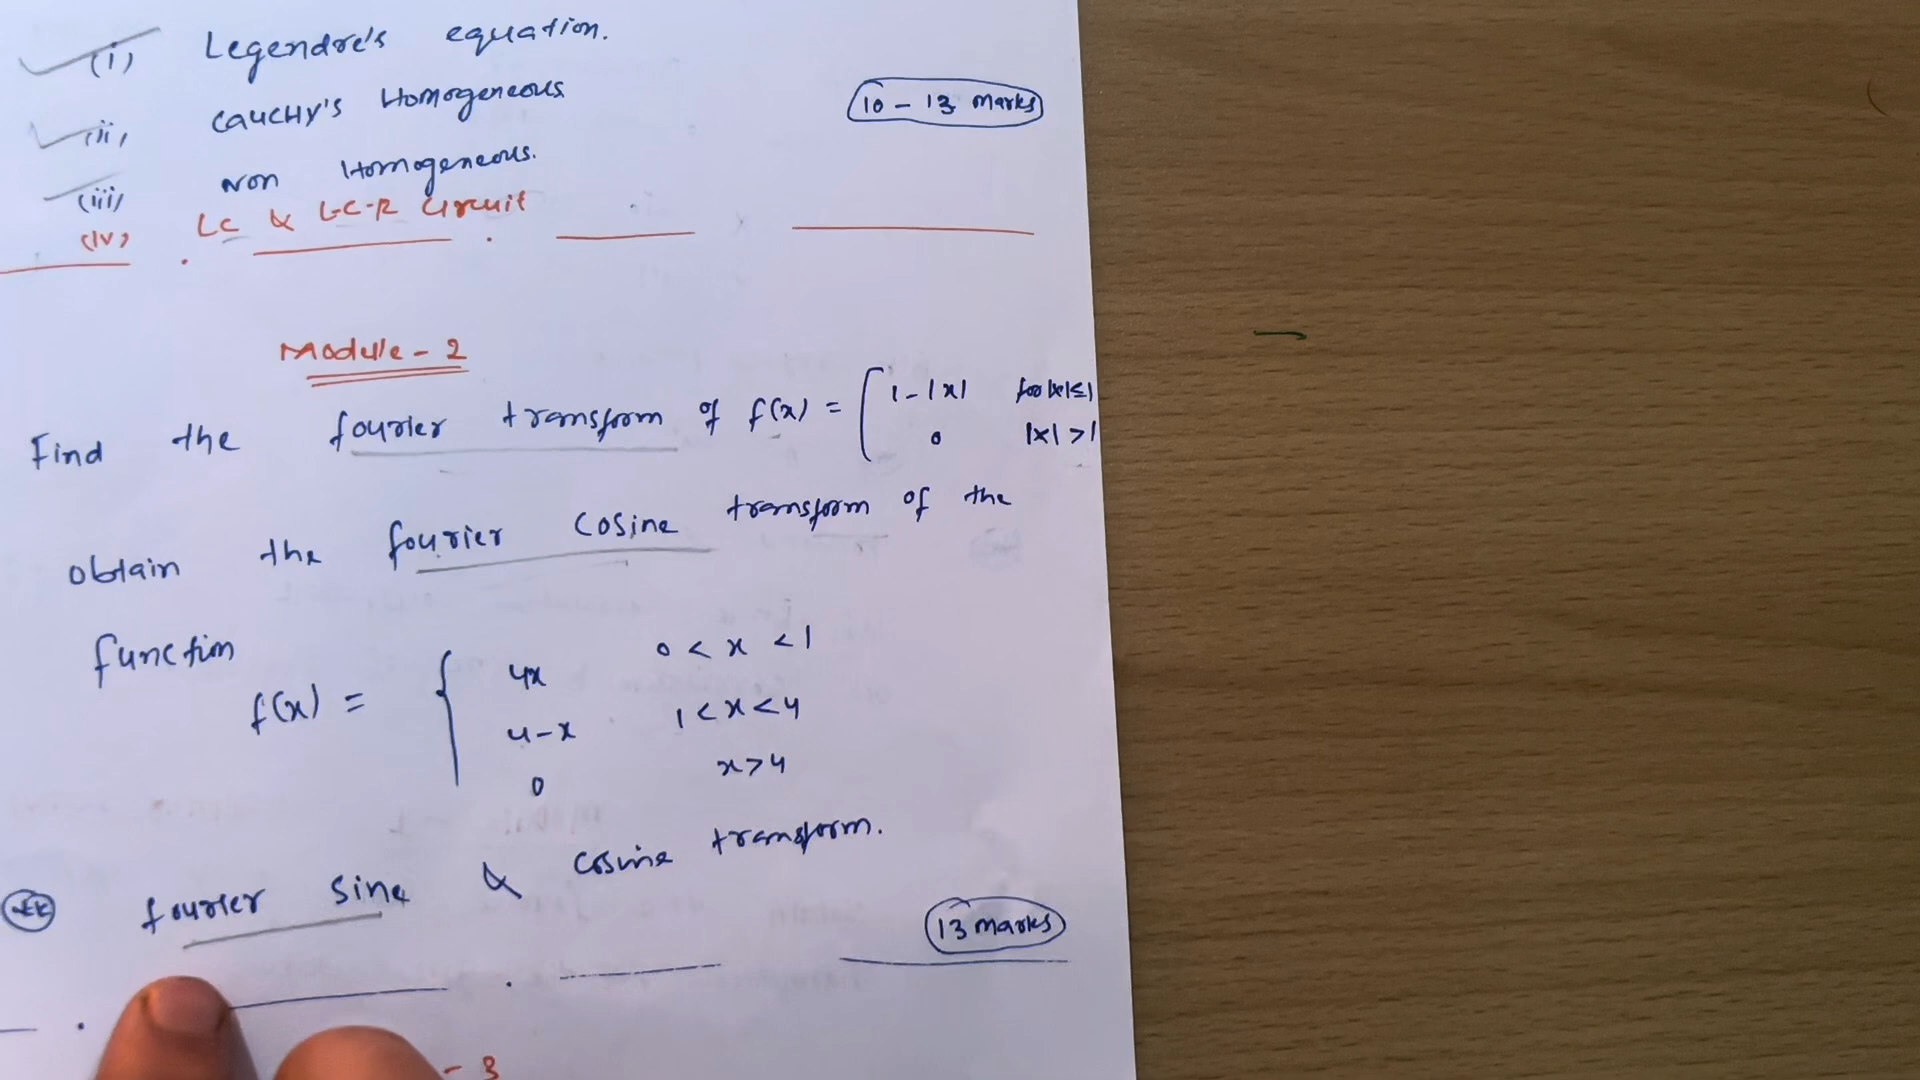 (i) Legendre's equation.
(ii) CAUCHY'S Homogeneous
10 - 13 marks
(iii) Non Homogeneous.
(iv) LC & L-C-R circuit
Module - 2
Find the fourier transform of f(x) = { 1-|x| for |x|≤1
0 |x|>1
obtain the fourier cosine transform of the
function
f(x) = { 4x 0<x<1
4-x 1<x<4
0 x>4
fourier sine & cosine transform.
13 marks
- 3